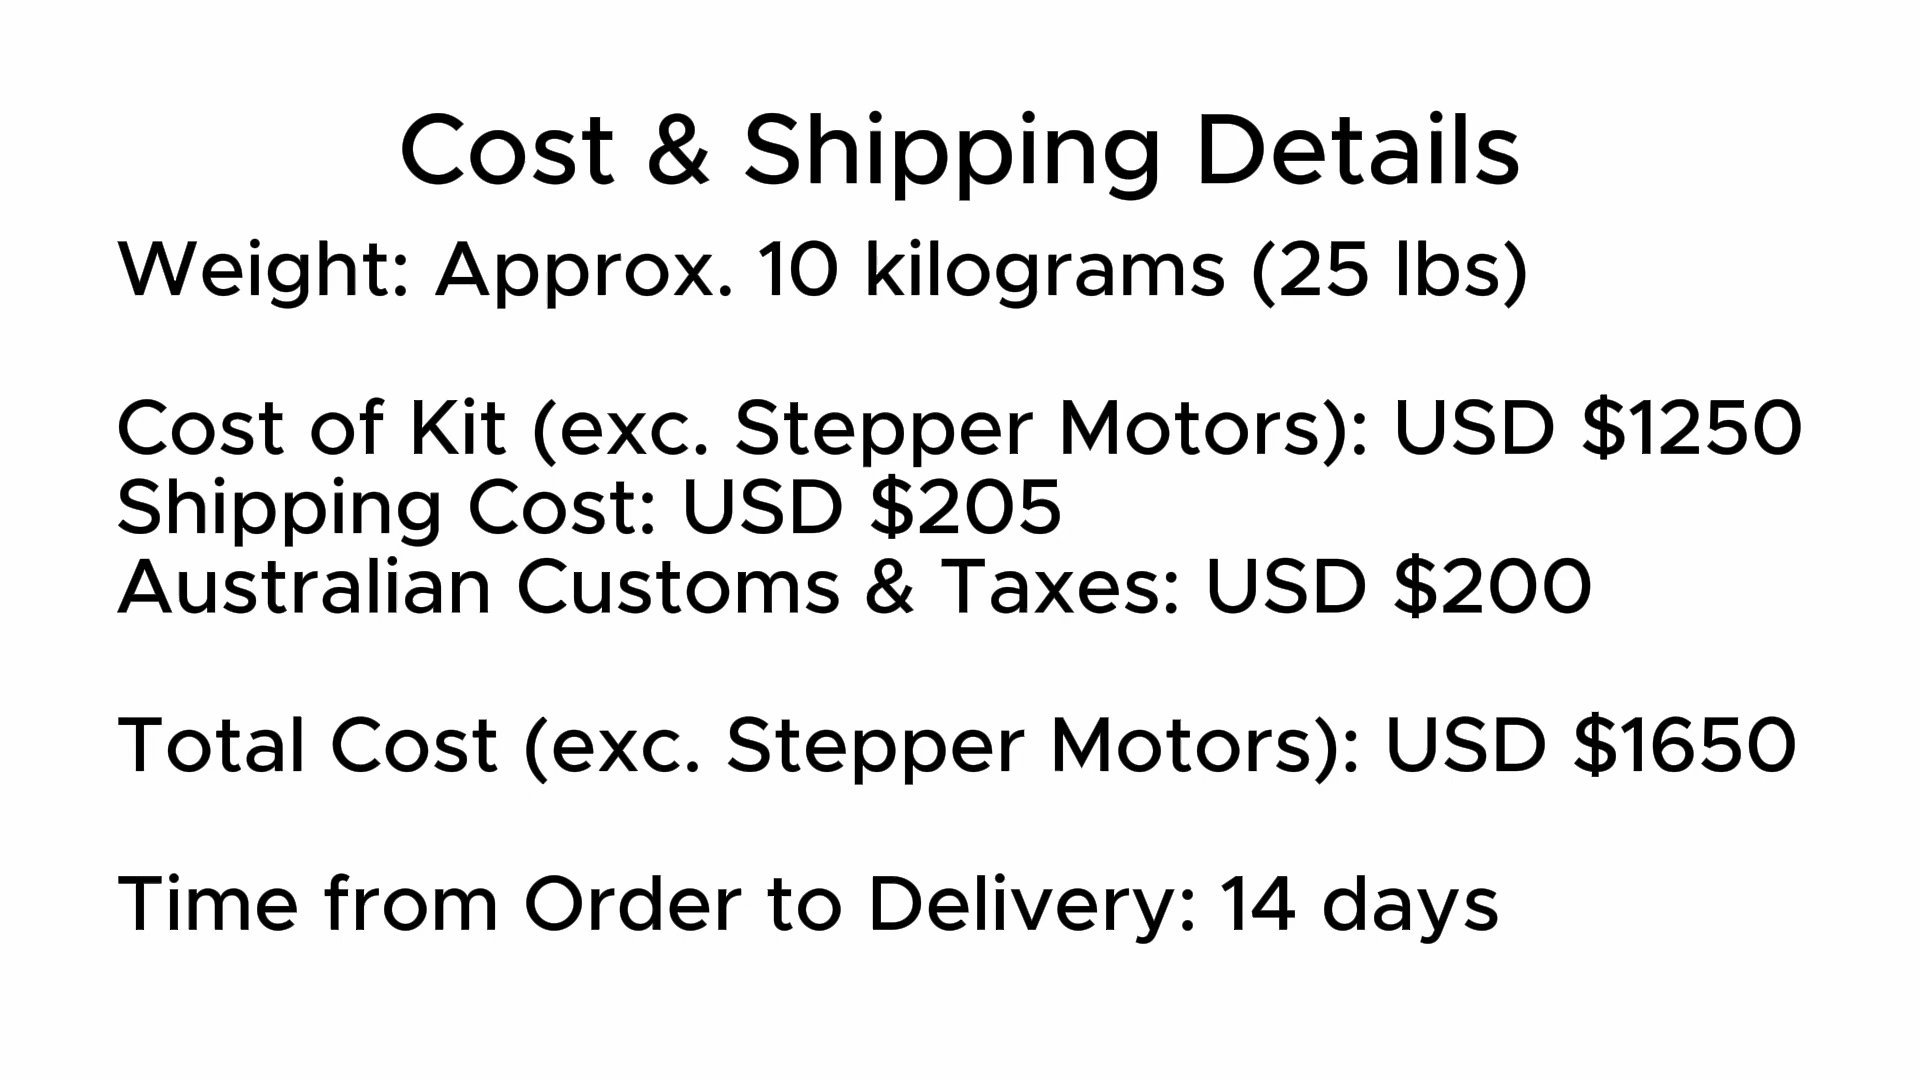 Cost & Shipping Details
Weight: Approx. 10 kilograms (25 lbs)
Cost of Kit (exc. Stepper Motors): USD $1250
Shipping Cost: USD $205
Australian Customs & Taxes: USD $200
Total Cost (exc. Stepper Motors): USD $1650
Time from Order to Delivery: 14 days